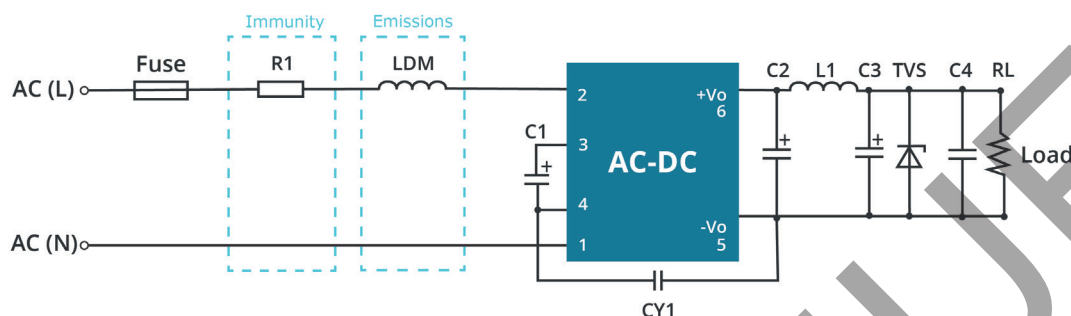 Immunity
Emissions
Fuse
R1
LDM
C2
L1
C3
TVS
C4
RL
AC (L)
2
+Vo
6
C1
3
+
+
+
AC-DC
Load
4
AC (N)
1
-Vo
5
CY1